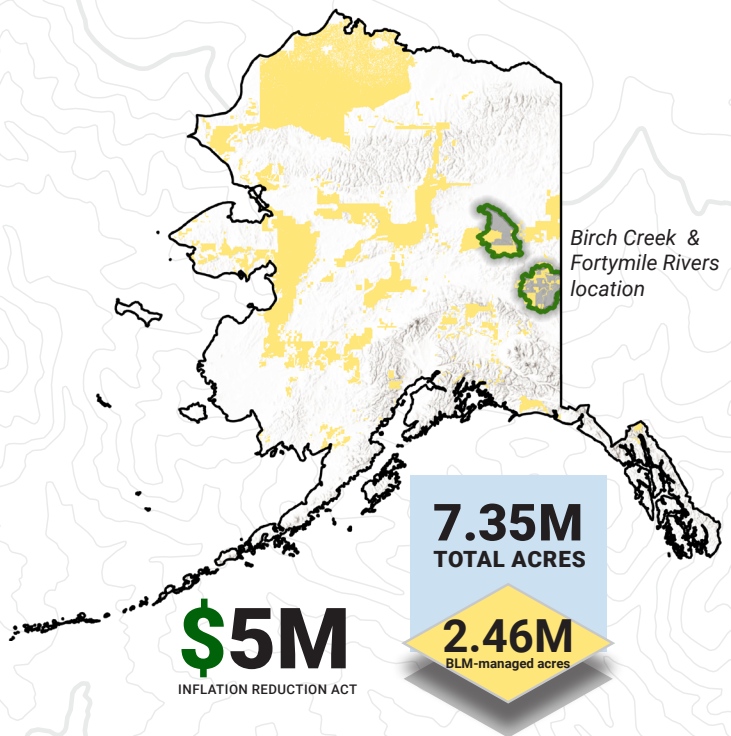 Birch Creek &
Fortymile Rivers
location
7.35M
TOTAL ACRES
2.46M
BLM-managed acres
$5M
INFLATION REDUCTION ACT